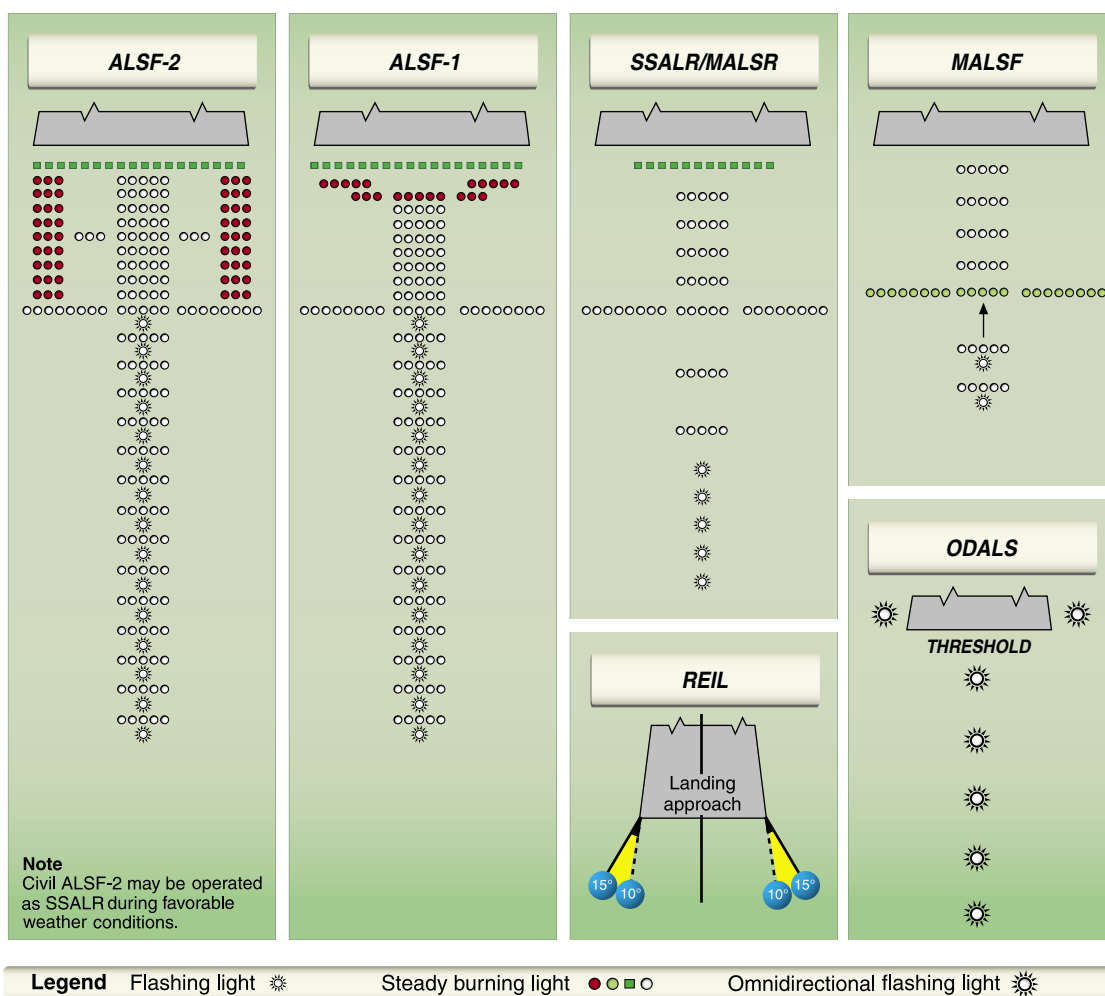 ALSF-2
ALSF-1
SSALR/MALSR
MALSF
Note
Civil ALSF-2 may be operated
as SSALR during favorable
weather conditions.
REIL
Landing
approach
15°
10°
10°
15°
ODALS
THRESHOLD
Legend Flashing light Steady burning light Omnidirectional flashing light